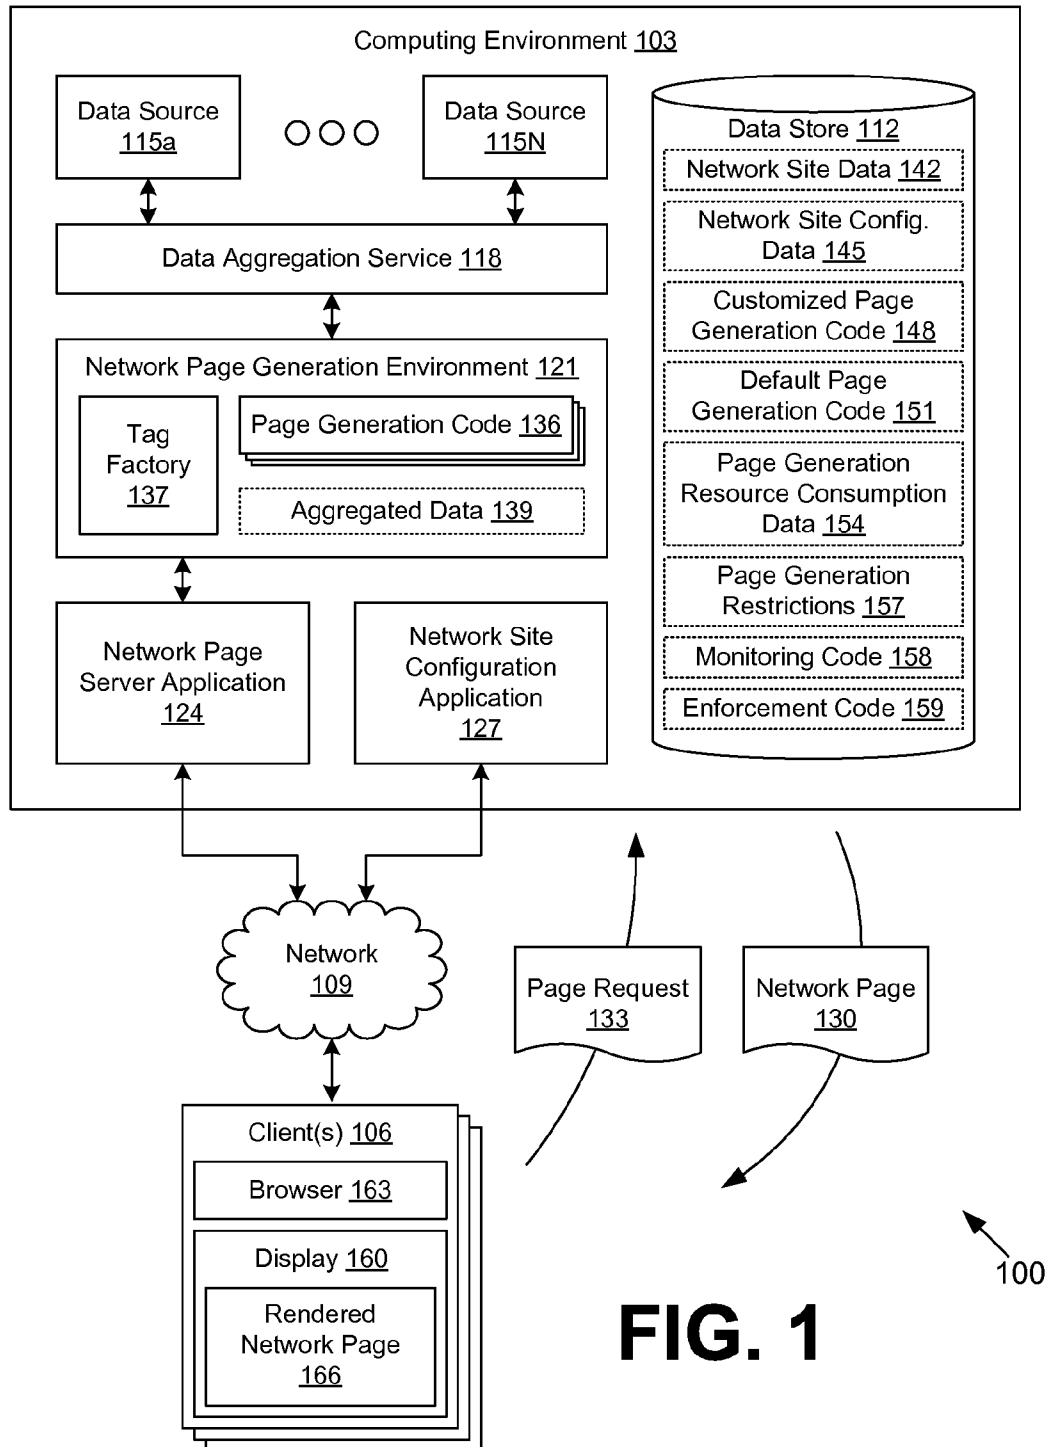 Computing Environment 103
Data Source
115a
Data Source
115N
Data Aggregation Service 118
Network Page Generation Environment 121
Tag
Factory
137
Page Generation Code 136
Aggregated Data 139
Network Page
Server Application
124
Network Site
Configuration
Application
127
Data Store 112
Network Site Data 142
Network Site Config.
Data 145
Customized Page
Generation Code 148
Default Page
Generation Code 151
Page Generation
Resource Consumption
Data 154
Page Generation
Restrictions 157
Monitoring Code 158
Enforcement Code 159
Network
109
Page Request
133
Network Page
130
Client(s) 106
Browser 163
Display 160
Rendered
Network Page
166
100
FIG. 1